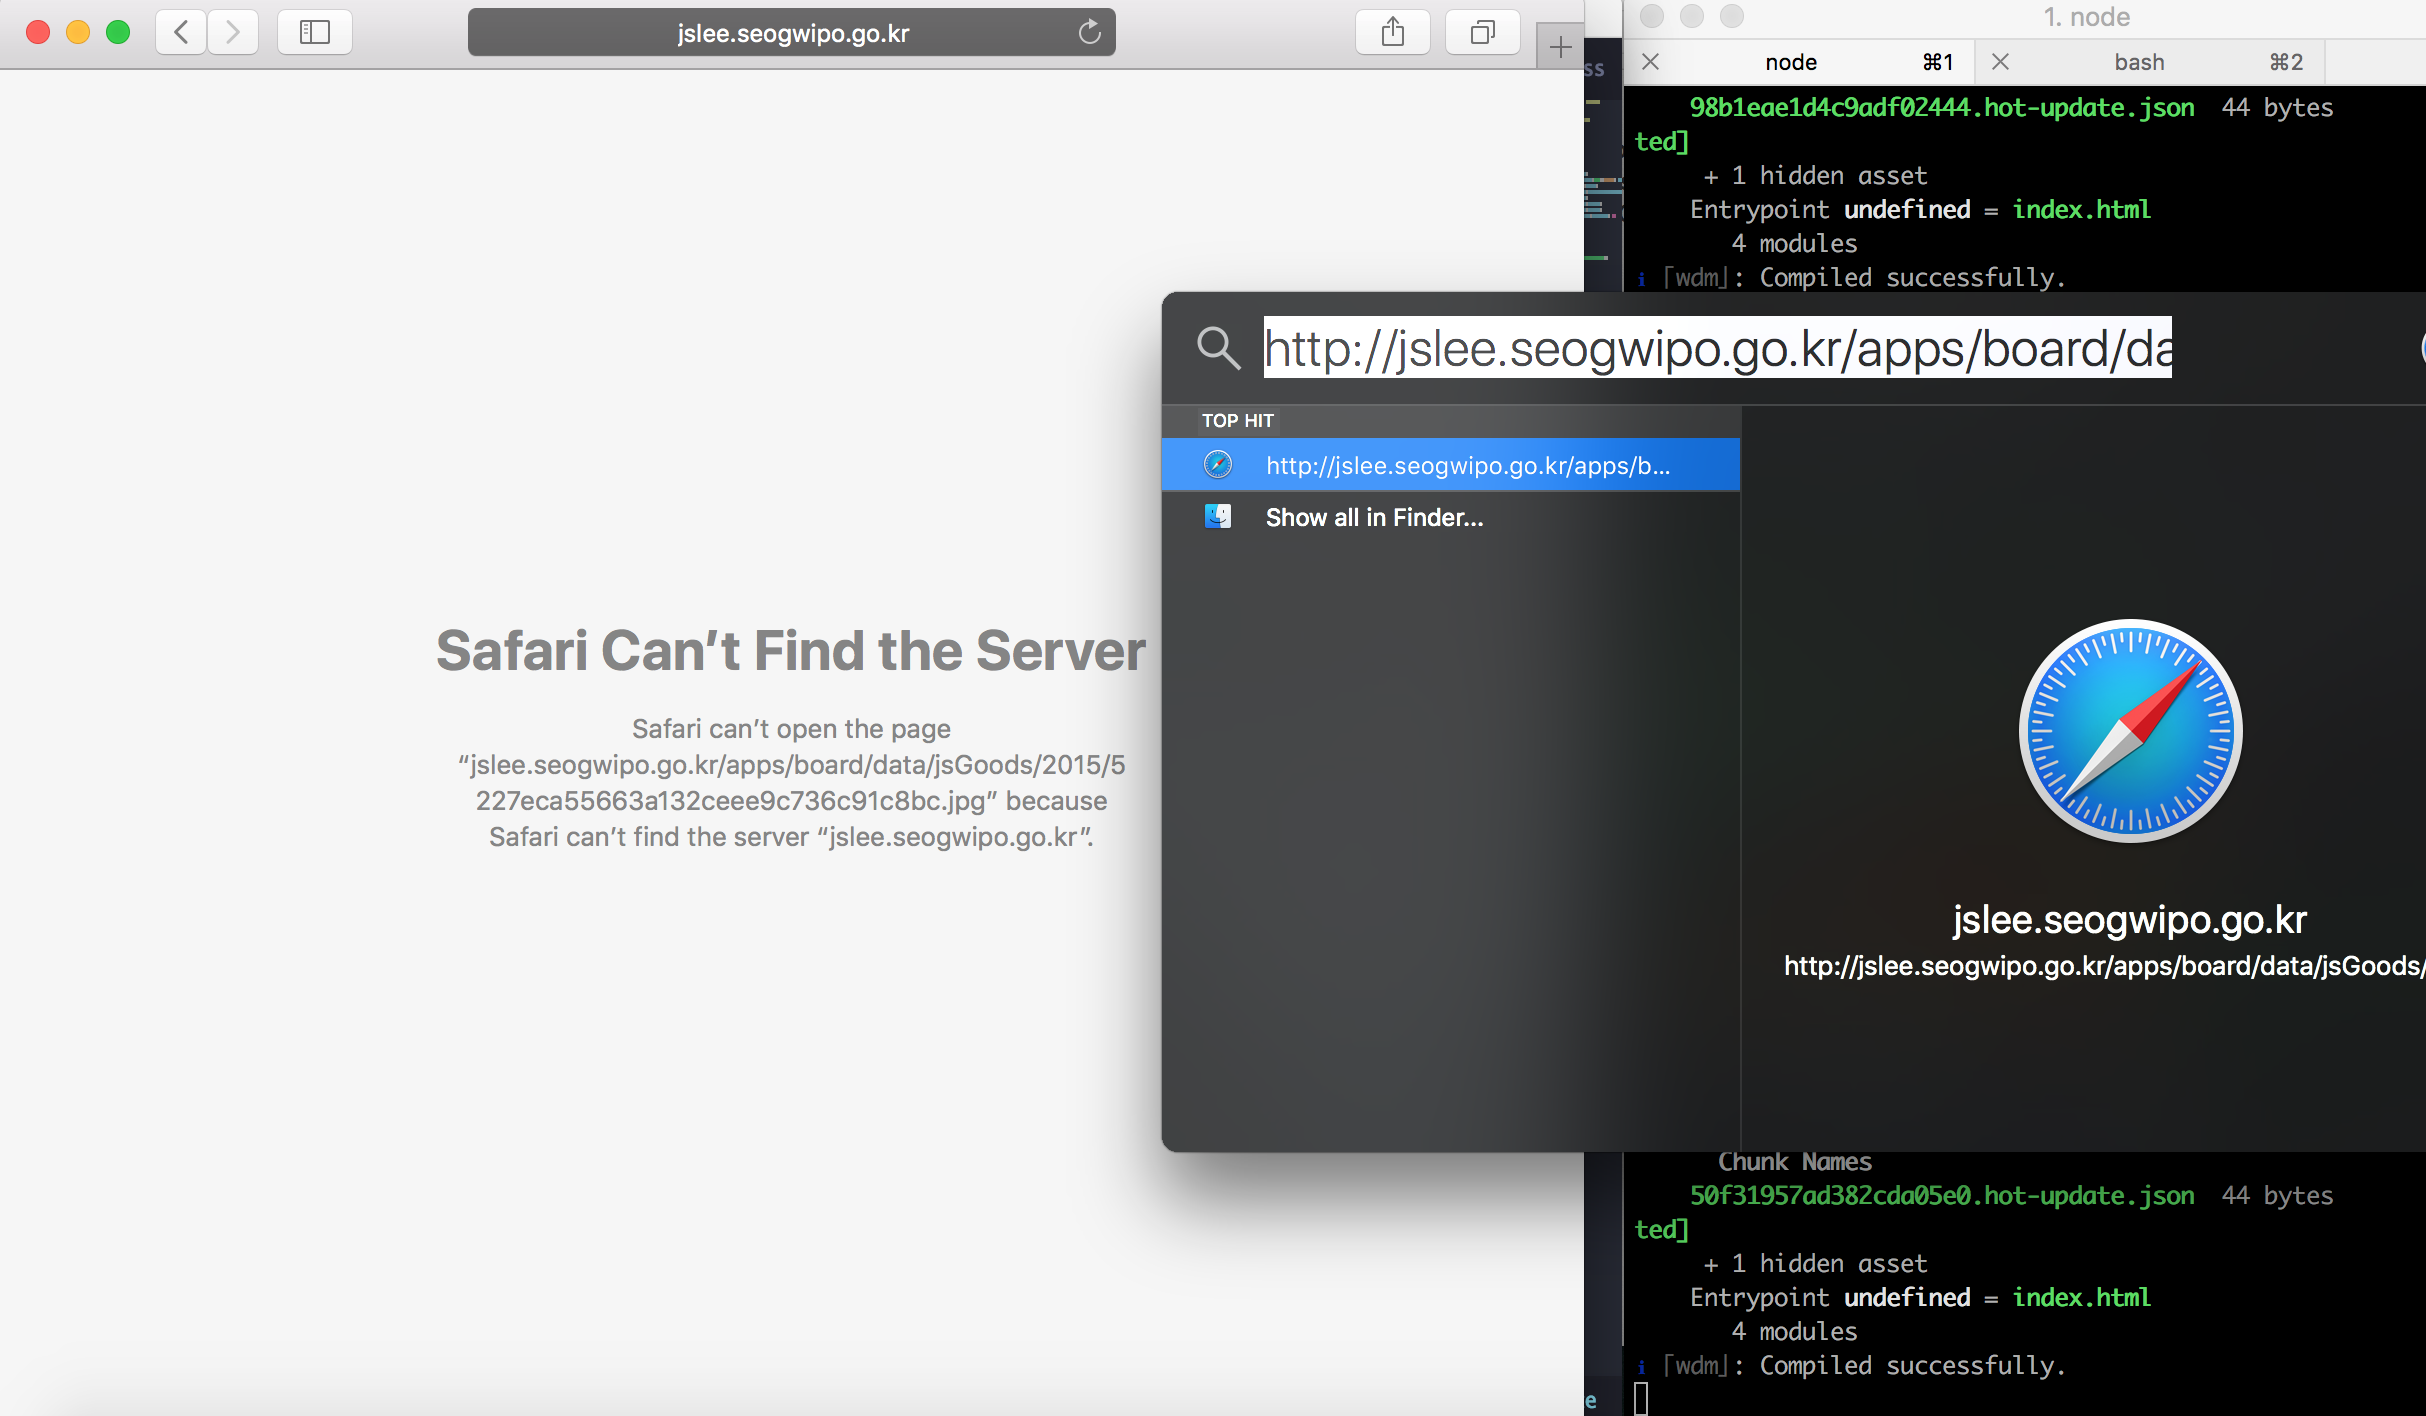 jslee.seogwipo.go.kr
Safari Can’t Find the Server
Safari can’t open the page
“jslee.seogwipo.go.kr/apps/board/data/jsGoods/2015/5
227eca55663a132ceee9c736c91c8bc.jpg” because
Safari can’t find the server “jslee.seogwipo.go.kr”.
ss
1. node
node ⌘1 bash ⌘2
98b1eae1d4c9adf02444.hot-update.json 44 bytes
ted]
+ 1 hidden asset
Entrypoint undefined = index.html
4 modules
i ｢wdm｣: Compiled successfully.
http://jslee.seogwipo.go.kr/apps/board/da
TOP HIT
http://jslee.seogwipo.go.kr/apps/b...
Show all in Finder...
jslee.seogwipo.go.kr
http://jslee.seogwipo.go.kr/apps/board/data/jsGoods/
Chunk Names
50f31957ad382cda05e0.hot-update.json 44 bytes
ted]
+ 1 hidden asset
Entrypoint undefined = index.html
4 modules
i ｢wdm｣: Compiled successfully.
e